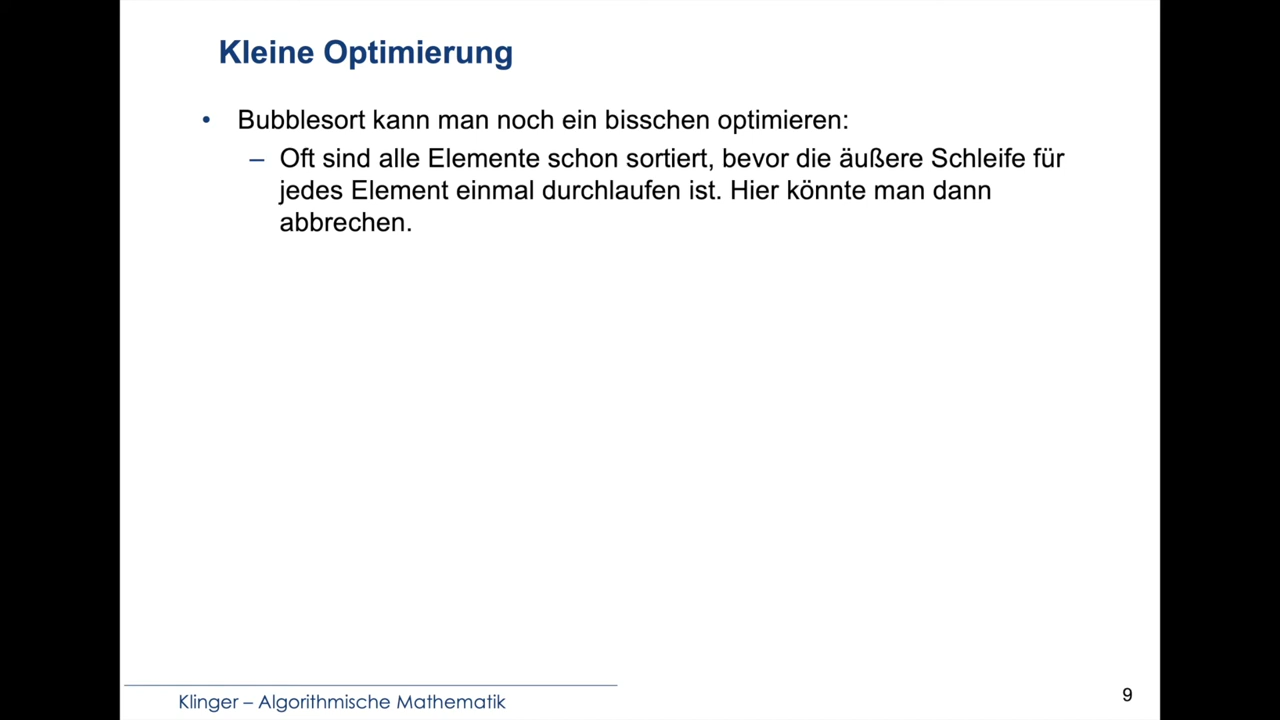 Kleine Optimierung
• Bubblesort kann man noch ein bisschen optimieren:
– Oft sind alle Elemente schon sortiert, bevor die äußere Schleife für
jedes Element einmal durchlaufen ist. Hier könnte man dann
abbrechen.
Klinger – Algorithmische Mathematik
9